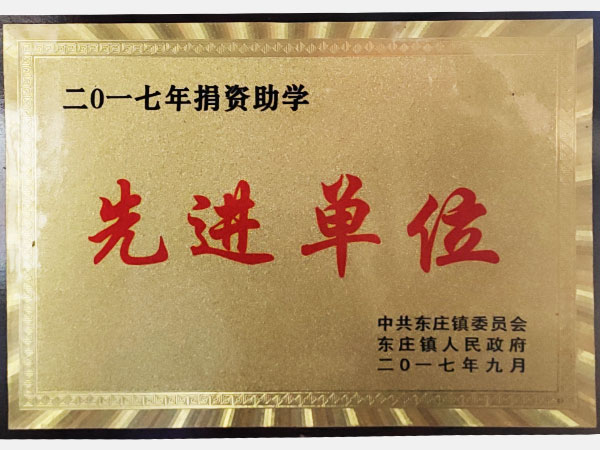 二0一七年捐资助学
先进单位
中共东庄镇委员会
东庄镇人民政府
二0一七年九月